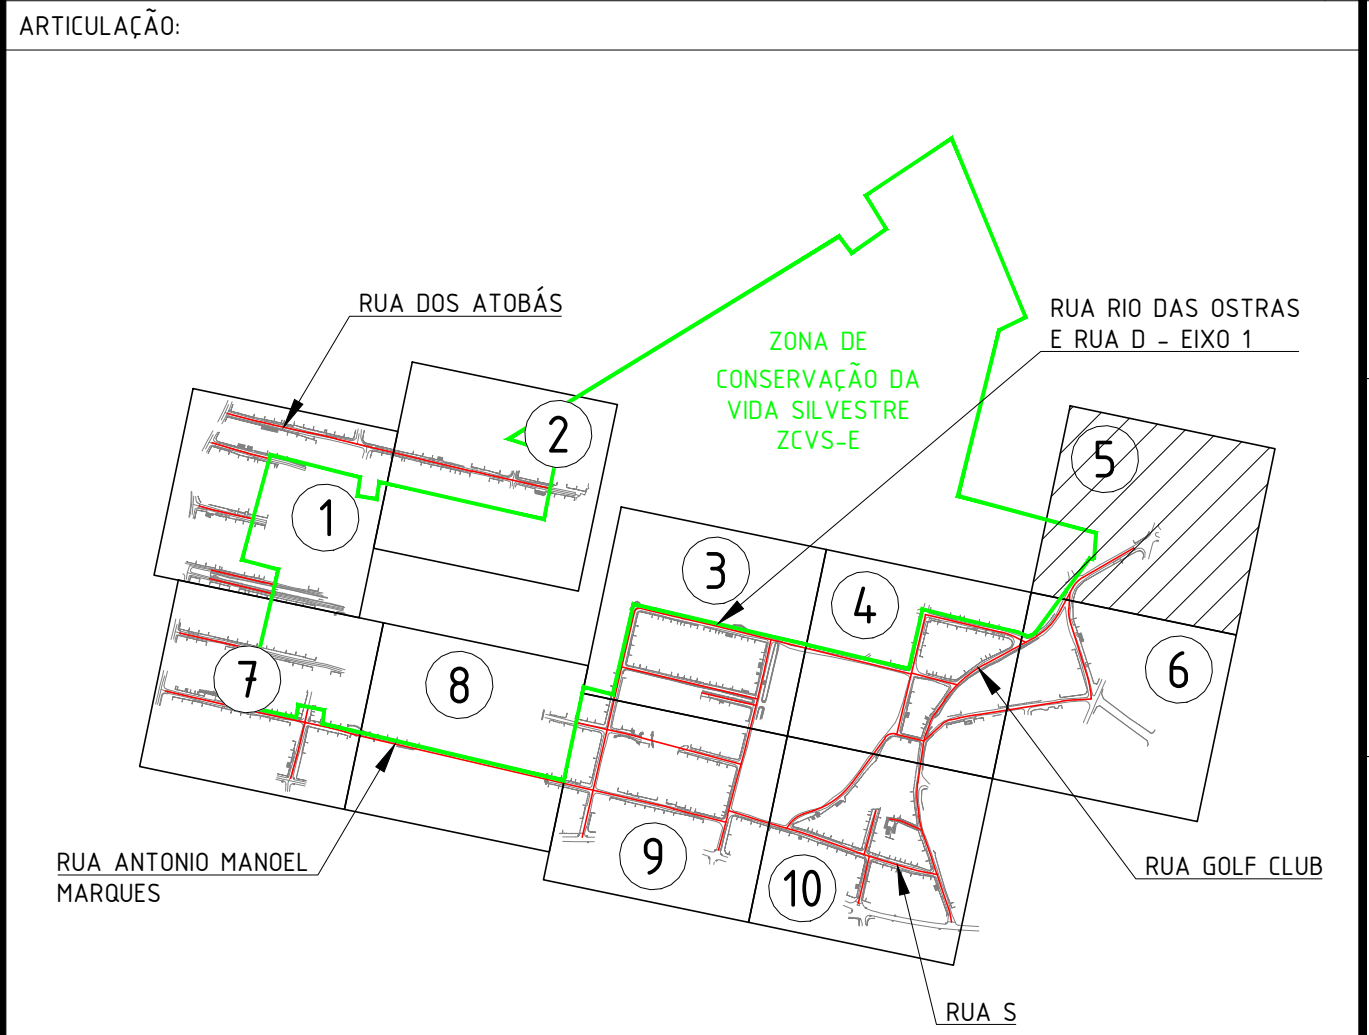 ARTICULAÇÃO:
RUA DOS ATOBÁS
RUA RIO DAS OSTRAS
E RUA D - EIXO 1
ZONA DE
CONSERVAÇÃO DA
VIDA SILVESTRE
ZCVS-E
2
5
1
3
4
6
7
8
9
10
RUA ANTONIO MANOEL
MARQUES
RUA GOLF CLUB
RUA S